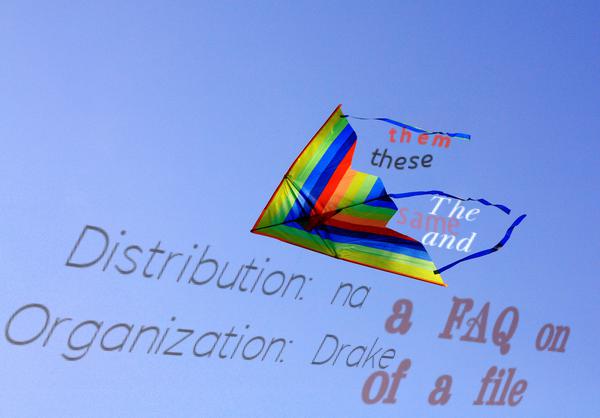 them
these
The
same
and
Distribution: na
Organization: Drake
a FAQ on
of a file